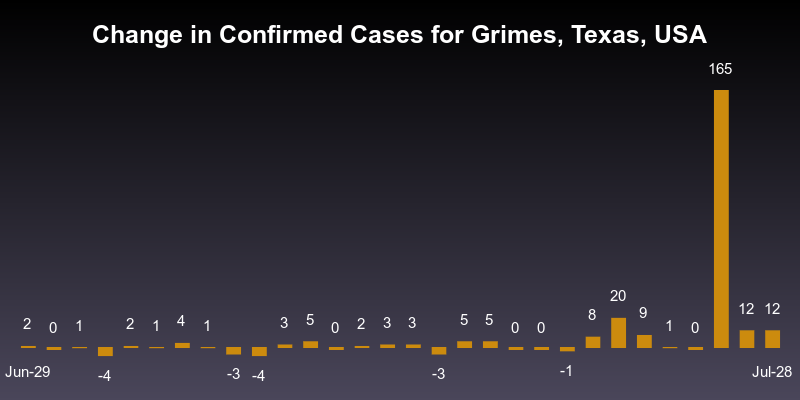 Change in Confirmed Cases for Grimes, Texas, USA
165
2 0 1 -4 2 1 4 1 -3 -4 3 5 0 2 3 3 -3 5 5 0 0 -1 8 20 9 1 0 12 12
Jun-29 Jul-28